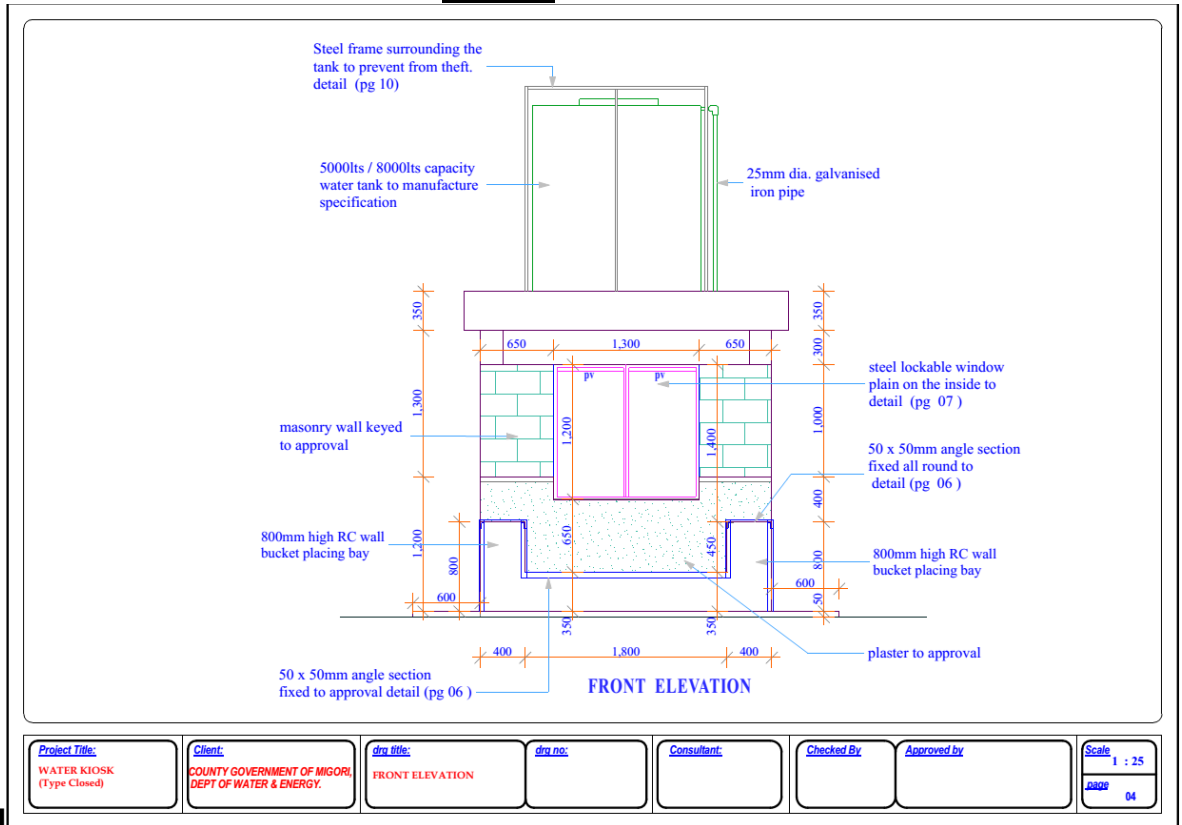 Steel frame surrounding the
tank to prevent from theft.
detail (pg 10)
5000lts / 8000lts capacity
water tank to manufacture
specification
25mm dia. galvanised
iron pipe
350
350
650
1,300
650
300
pv
pv
steel lockable window
plain on the inside to
detail (pg 07 )
1,300
1,000
masonry wall keyed
to approval
1,200
1,400
50 x 50mm angle section
fixed all round to
detail (pg 06 )
400
800mm high RC wall
bucket placing bay
1,200
800
650
450
800
800mm high RC wall
bucket placing bay
600
600
50
350
350
400
1,800
400
plaster to approval
50 x 50mm angle section
fixed to approval detail (pg 06 )
FRONT ELEVATION
Project Title:
WATER KIOSK
(Type Closed)
Client:
COUNTY GOVERNMENT OF MIGORI,
DEPT OF WATER & ENERGY.
drg title:
FRONT ELEVATION
drg no:
Consultant:
Checked By
Approved by
Scale
1 : 25
page
04